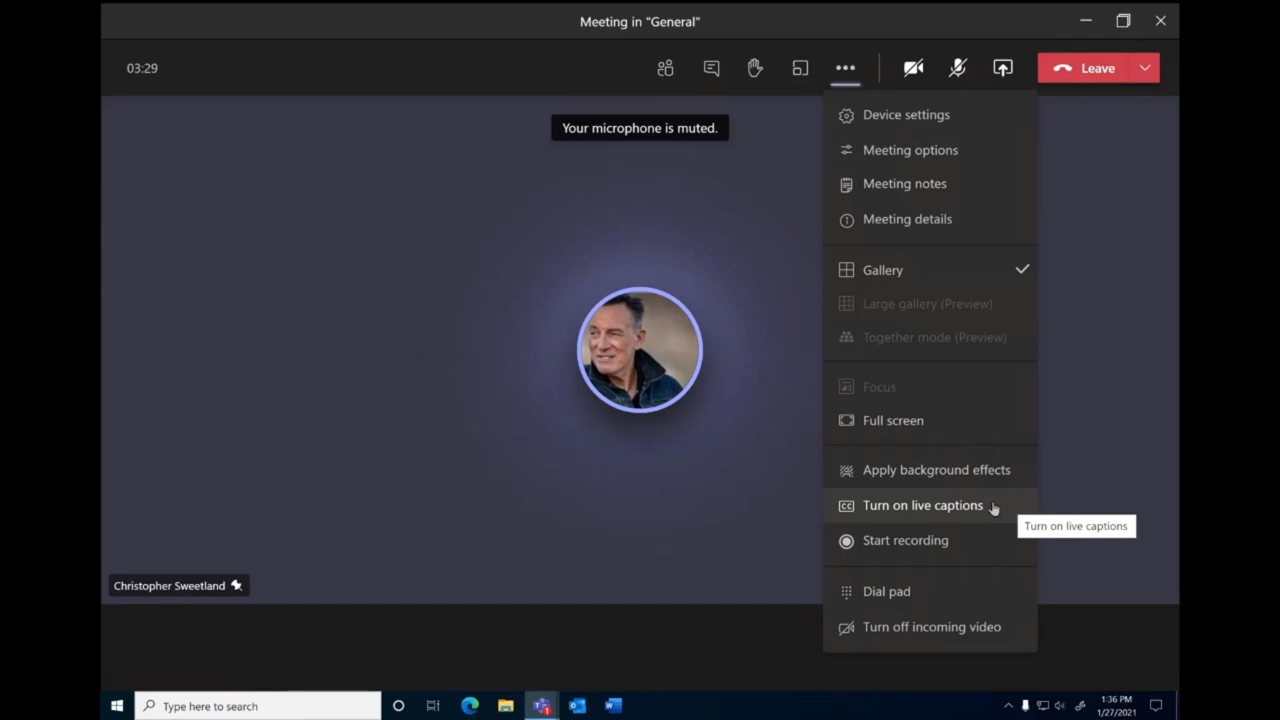 Meeting in "General"
03:29
Leave
Your microphone is muted.
Device settings
Meeting options
Meeting notes
Meeting details
Gallery
Large gallery (Preview)
Together mode (Preview)
Focus
Full screen
Apply background effects
CC Turn on live captions
Turn on live captions
Start recording
Christopher Sweetland
Dial pad
Turn off incoming video
Type here to search
1:36 PM
1/27/2021